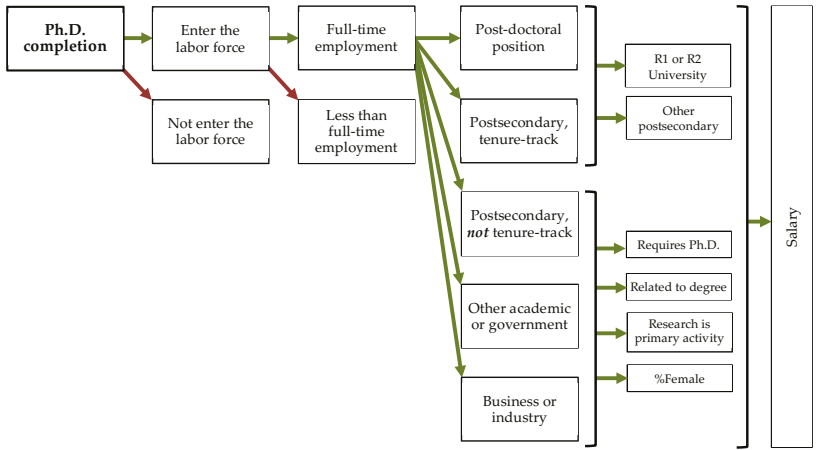 Ph.D.
completion
Enter the
labor force
Full-time
employment
Post-doctoral
position
R1 or R2
University
Not enter the
labor force
Less than
full-time
employment
Postsecondary,
tenure-track
Other
postsecondary
Postsecondary,
not tenure-track
Other academic
or government
Business or
industry
Requires Ph.D.
Related to degree
Research is
primary activity
%Female
Salary